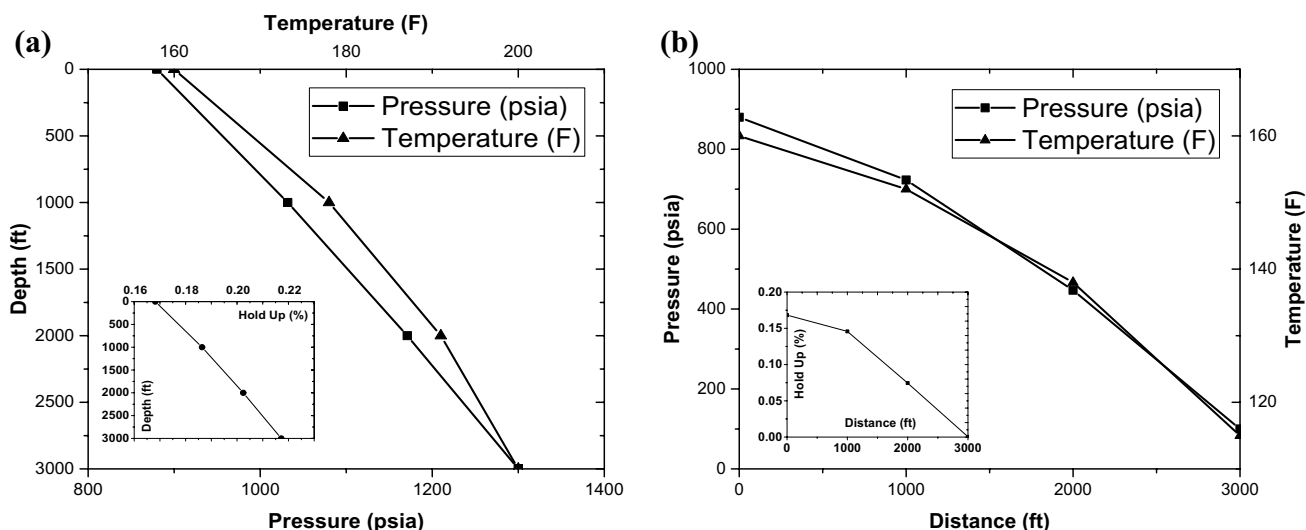 (a)
Temperature (F)
160 180 200
0
500
1000
1500
2000
2500
3000
Depth (ft)
Pressure (psia)
Temperature (F)
0.16 0.18 0.20 0.22
Hold Up (%)
0
500
1000
1500
2000
2500
3000
Depth (ft)
800 1000 1200 1400
Pressure (psia)
(b)
1000
800
600
400
200
0
Pressure (psia)
Pressure (psia)
Temperature (F)
160
140
120
Temperature (F)
0.20
0.15
0.10
0.05
0.00
Hold Up (%)
Distance (ft)
0 1000 2000 3000
0 1000 2000 3000
Distance (ft)